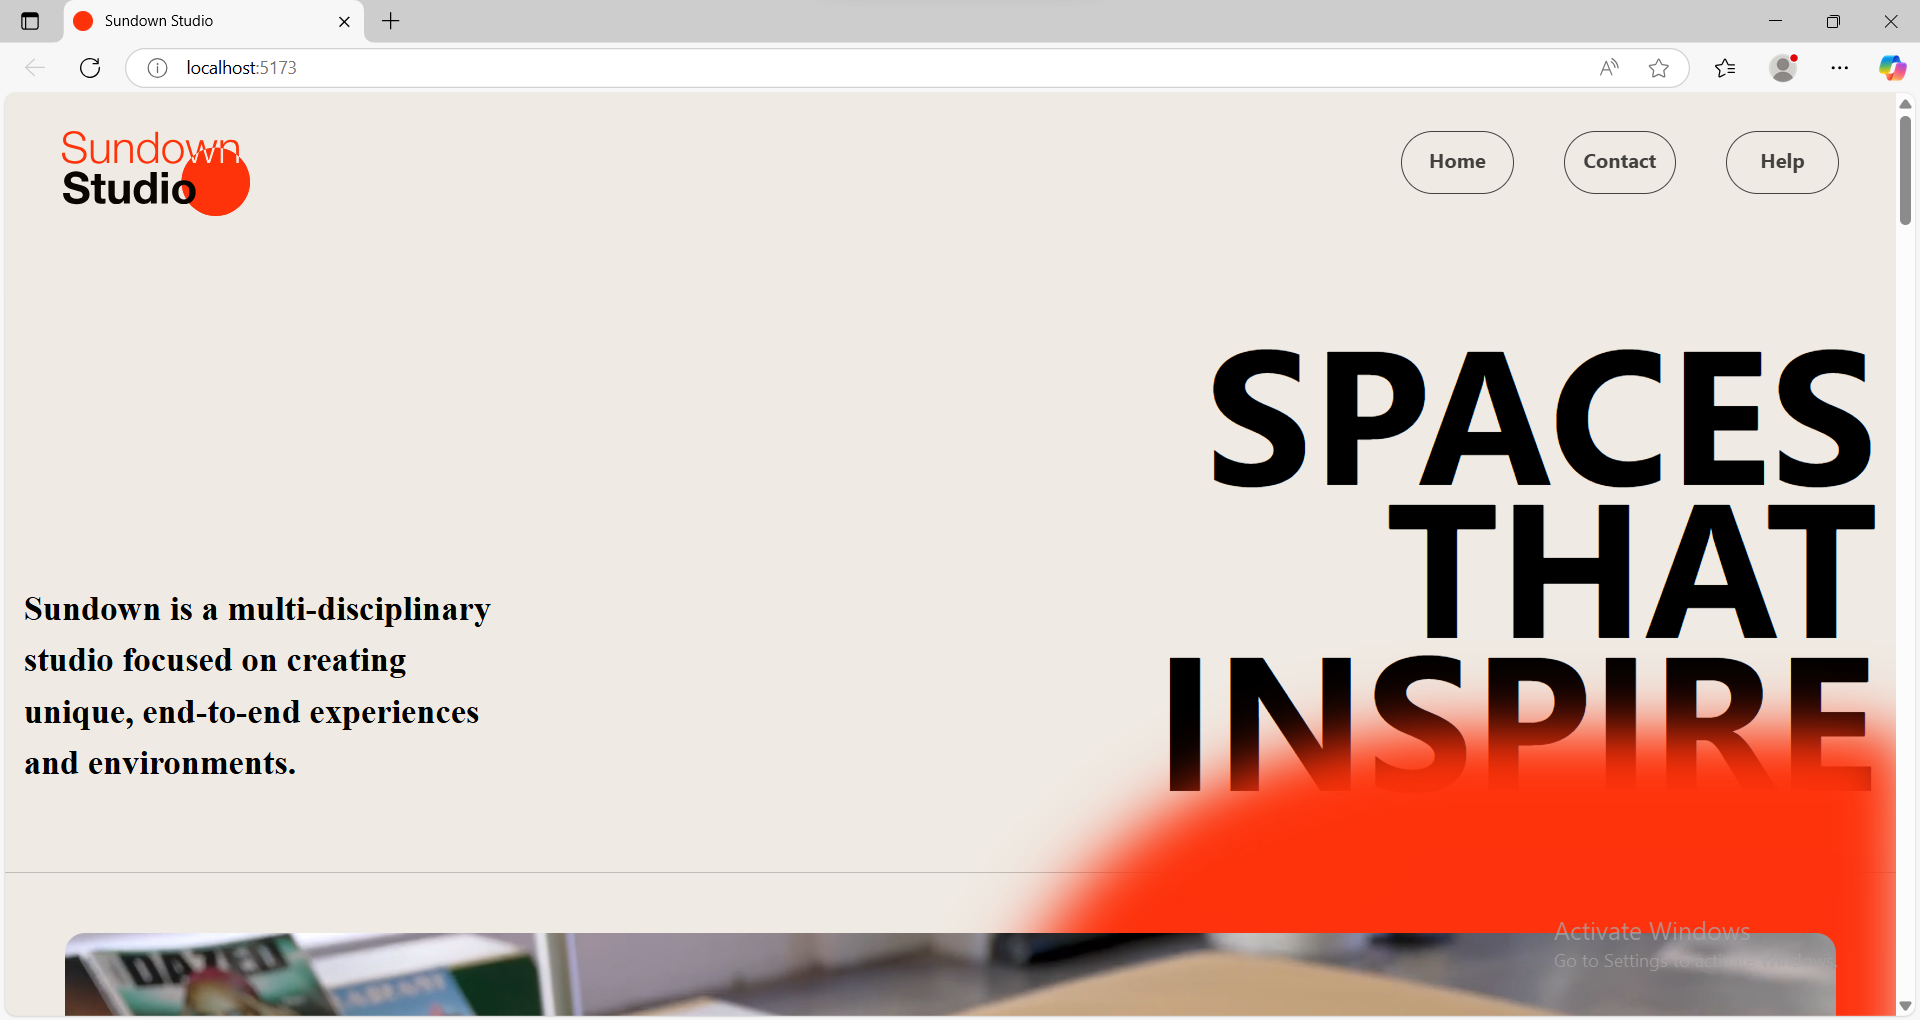 Sundown Studio
localhost:5173
Sundown
Studio
Home
Contact
Help
SPACES
THAT
INSPIRE
Sundown is a multi-disciplinary
studio focused on creating
unique, end-to-end experiences
and environments.
Activate Windows
Go to Settings to activate Windows.
DAZED